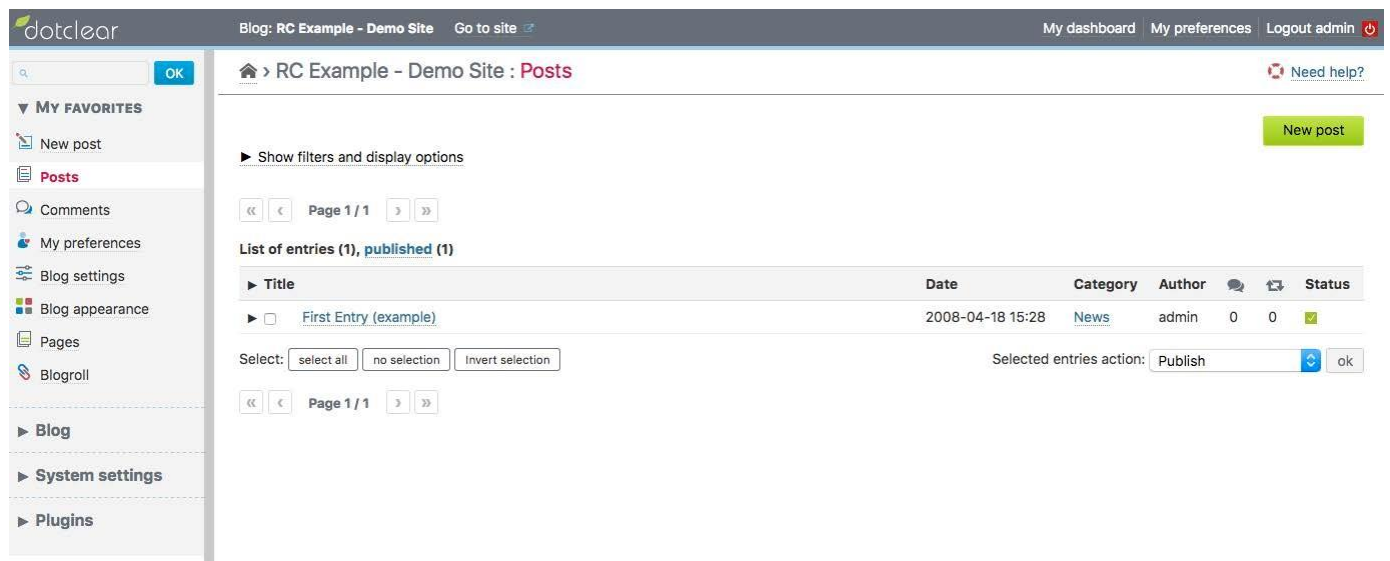 dotclear
Blog: RC Example - Demo Site Go to site
My dashboard My preferences Logout admin
OK
MY FAVORITES
New post
Posts
Comments
My preferences
Blog settings
Blog appearance
Pages
Blogroll
Blog
System settings
Plugins
› RC Example - Demo Site : Posts
Need help?
New post
Show filters and display options
« ‹ Page 1 / 1 › »
List of entries (1), published (1)
Title Date Category Author Status
First Entry (example) 2008-04-18 15:28 News admin 0 0
Select: select all no selection Invert selection
Selected entries action: Publish ok
« ‹ Page 1 / 1 › »